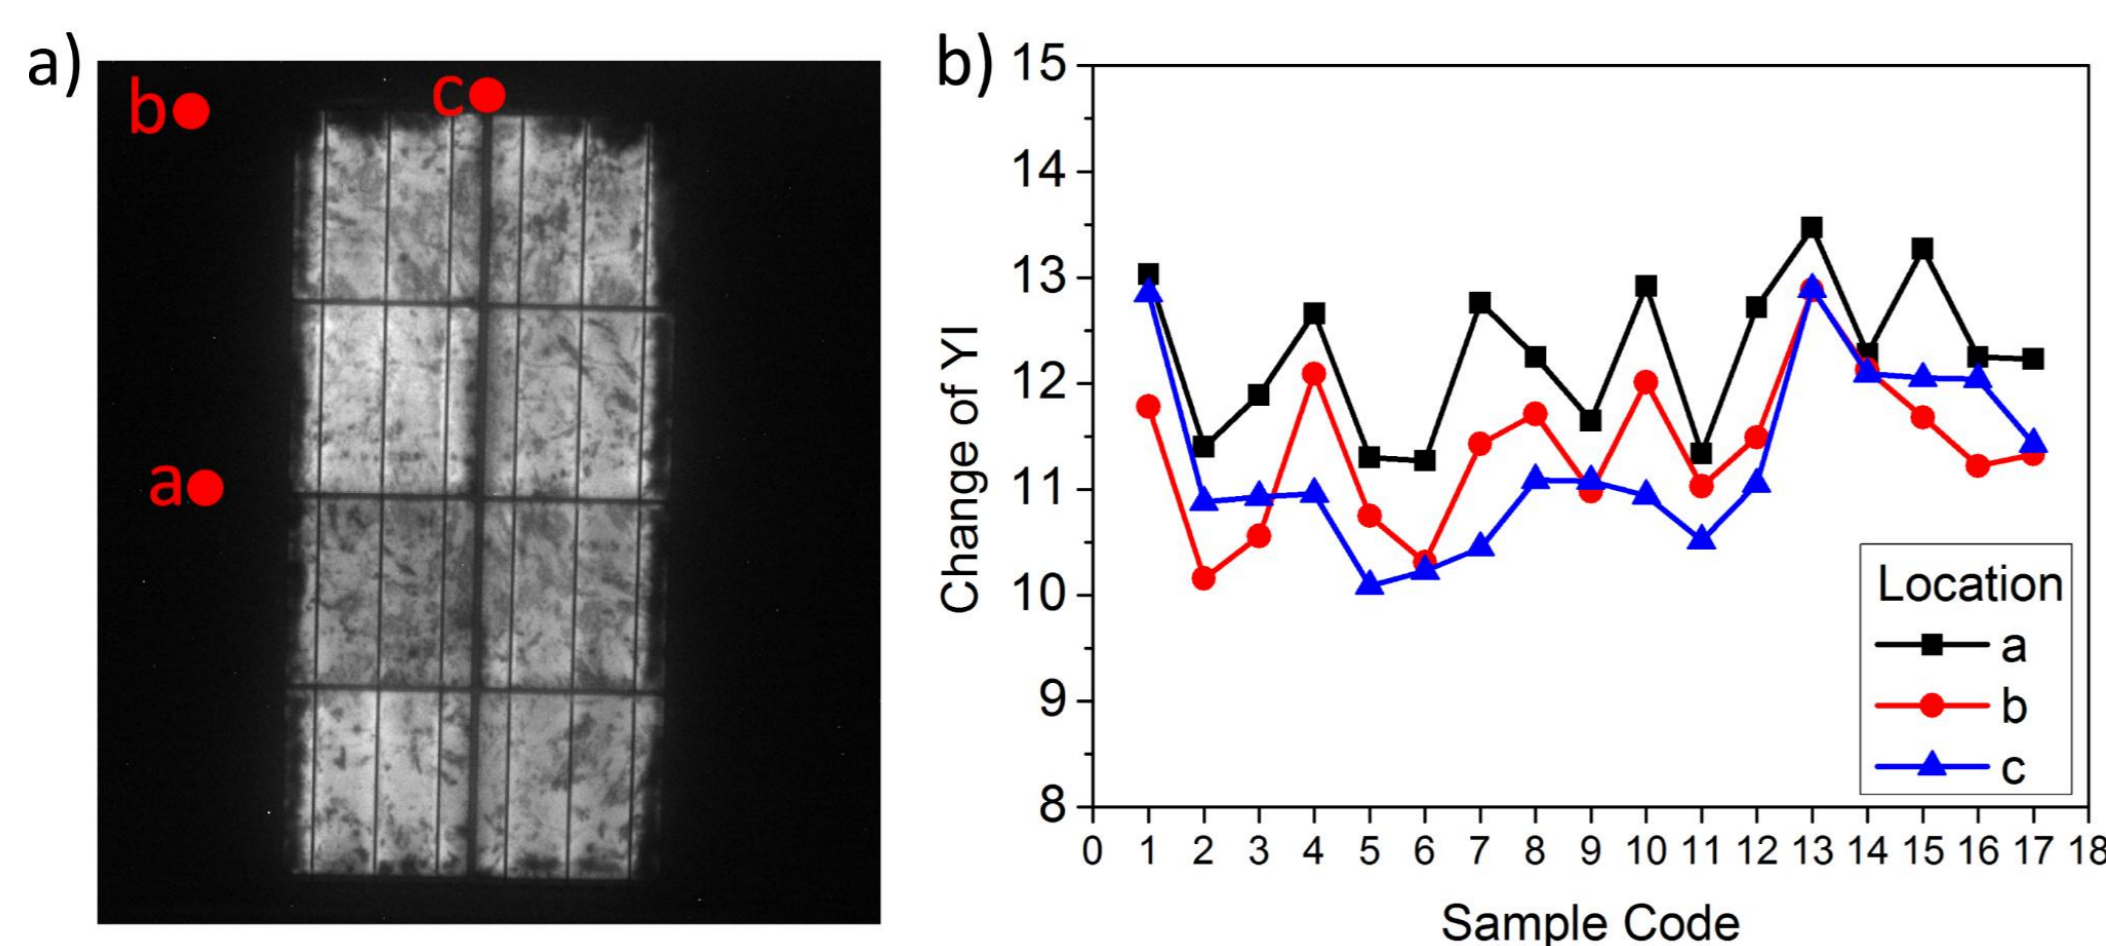 a)
b
c
a
b)
15
14
13
12
11
10
9
8
Change of YI
0 1 2 3 4 5 6 7 8 9 10 11 12 13 14 15 16 17 18
Sample Code
Location
a
b
c